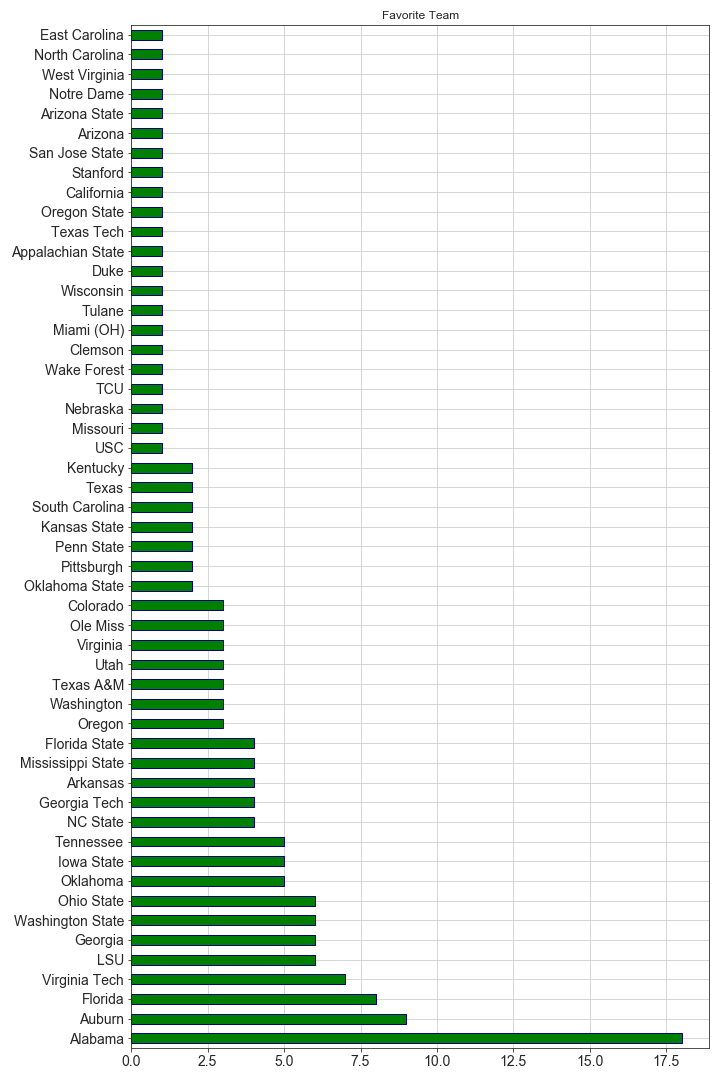 Favorite Team
East Carolina
North Carolina
West Virginia
Notre Dame
Arizona State
Arizona
San Jose State
Stanford
California
Oregon State
Texas Tech
Appalachian State
Duke
Wisconsin
Tulane
Miami (OH)
Clemson
Wake Forest
TCU
Nebraska
Missouri
USC
Kentucky
Texas
South Carolina
Kansas State
Penn State
Pittsburgh
Oklahoma State
Colorado
Ole Miss
Virginia
Utah
Texas A&M
Washington
Oregon
Florida State
Mississippi State
Arkansas
Georgia Tech
NC State
Tennessee
Iowa State
Oklahoma
Ohio State
Washington State
Georgia
LSU
Virginia Tech
Florida
Auburn
Alabama
0.0 2.5 5.0 7.5 10.0 12.5 15.0 17.5